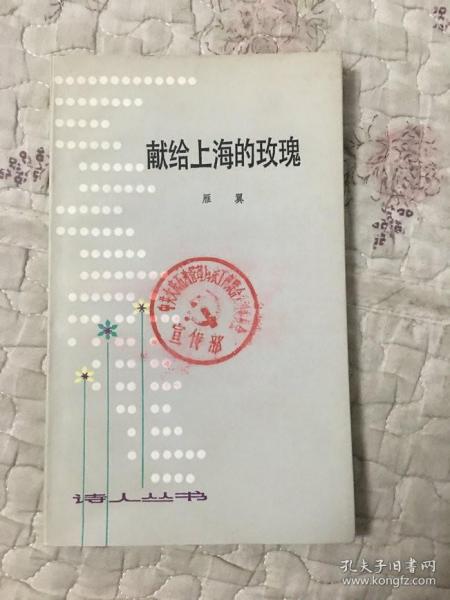 献给上海的玫瑰
雁 翼
宣传部
诗人丛书
孔夫子旧书网
www.kongfz.com